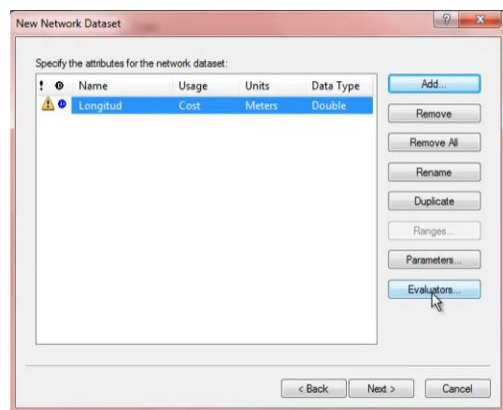 New Network Dataset
Specify the attributes for the network dataset:
! Name Usage Units Data Type
Longitud Cost Meters Double
Add...
Remove
Remove All
Rename
Duplicate
Ranges...
Parameters...
Evaluators...
< Back Next > Cancel